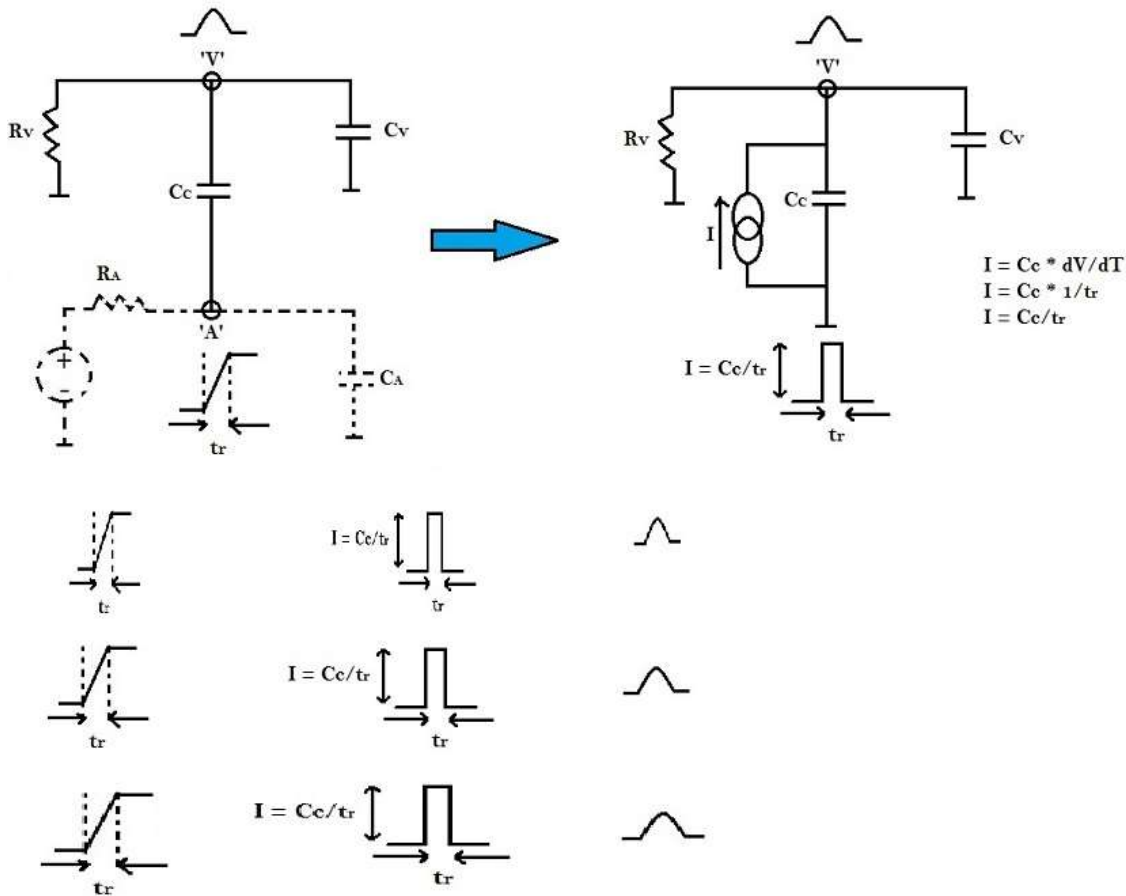 'V'
Rv
Cv
Cc
RA
'A'
+
-
CA
tr
'V'
Rv
Cv
Cc
I
I = Cc * dV/dT
I = Cc * 1/tr
I = Cc/tr
I = Cc/tr
tr
I = Cc/tr
tr
tr
I = Cc/tr
tr
tr
I = Cc/tr
tr
tr